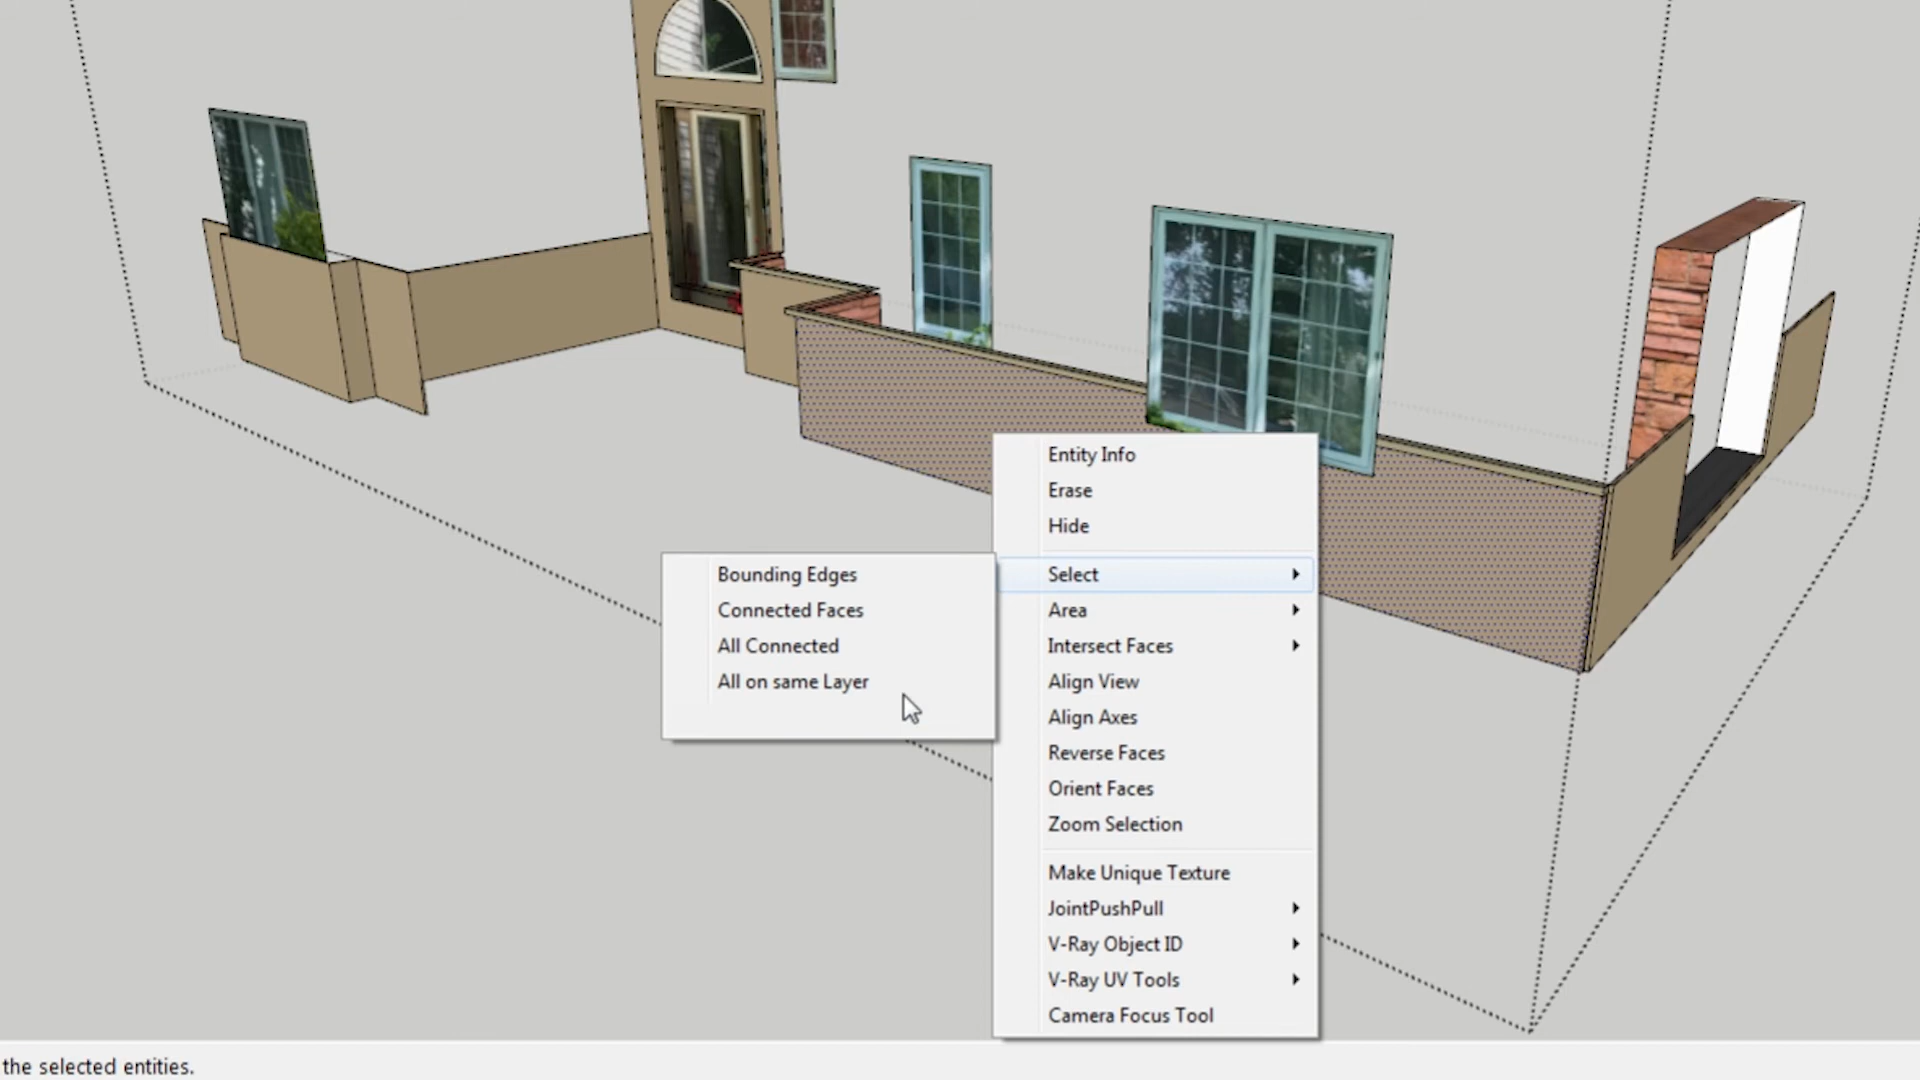 Entity Info
Erase
Hide
Select
Area
Intersect Faces
Align View
Align Axes
Reverse Faces
Orient Faces
Zoom Selection
Make Unique Texture
JointPushPull
V-Ray Object ID
V-Ray UV Tools
Camera Focus Tool
Bounding Edges
Connected Faces
All Connected
All on same Layer
the selected entities.